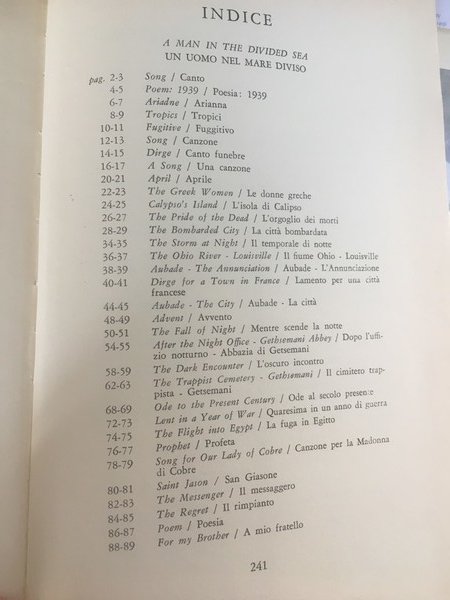 INDICE
A MAN IN THE DIVIDED SEA
UN UOMO NEL MARE DIVISO
pag. 2-3 Song / Canto
4-5 Poem: 1939 / Poesia: 1939
6-7 Ariadne / Arianna
8-9 Tropics / Tropici
10-11 Fugitive / Fuggitivo
12-13 Song / Canzone
14-15 Dirge / Canto funebre
16-17 A Song / Una canzone
20-21 April / Aprile
22-23 The Greek Women / Le donne greche
24-25 Calypso's Island / L'isola di Calipso
26-27 The Pride of the Dead / L'orgoglio dei morti
28-29 The Bombarded City / La città bombardata
34-35 The Storm at Night / Il temporale di notte
36-37 The Ohio River - Louisville / Il fiume Ohio - Louisville
38-39 Aubade - The Annunciation / Aubade - L'Annunciazione
40-41 Dirge for a Town in France / Lamento per una città
francese
44-45 Aubade - The City / Aubade - La città
48-49 Advent / Avvento
50-51 The Fall of Night / Mentre scende la notte
54-55 After the Night Office - Gethsemani Abbey / Dopo l'uffi-
zio notturno - Abbazia di Getsemani
58-59 The Dark Encounter / L'oscuro incontro
62-63 The Trappist Cemetery - Gethsemani / Il cimitero trap-
pista - Getsemani
68-69 Ode to the Present Century / Ode al secolo presente
72-73 Lent in a Year of War / Quaresima in un anno di guerra
74-75 The Flight into Egypt / La fuga in Egitto
76-77 Prophet / Profeta
78-79 Song for Our Lady of Cobre / Canzone per la Madonna
di Cobre
80-81 Saint Jason / San Giasone
82-83 The Messenger / Il messaggero
84-85 The Regret / Il rimpianto
86-87 Poem / Poesia
88-89 For my Brother / A mio fratello
241